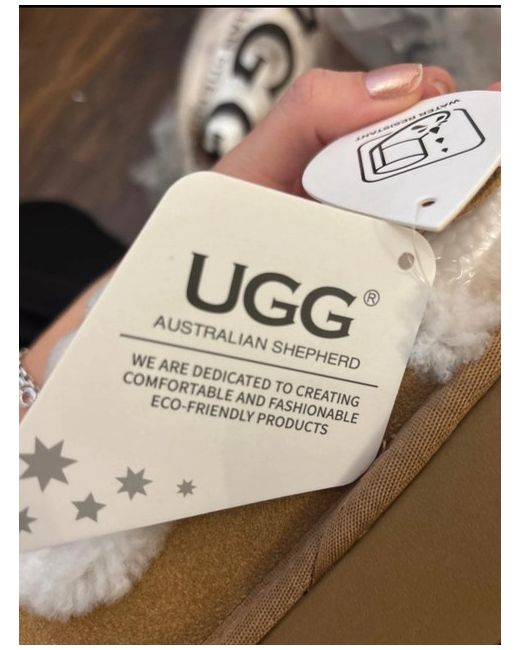 WATER RESISTANT
UGG®
AUSTRALIAN SHEPHERD
WE ARE DEDICATED TO CREATING
COMFORTABLE AND FASHIONABLE
ECO-FRIENDLY PRODUCTS